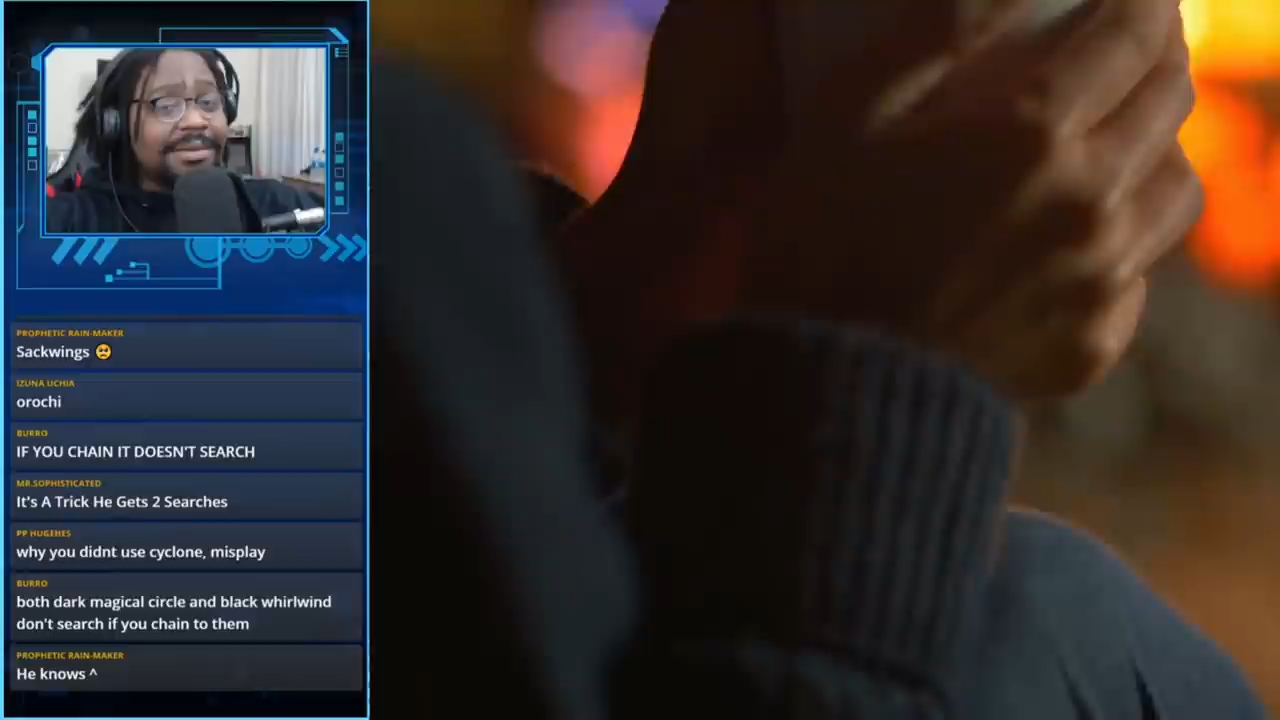 PROPHETIC RAIN-MAKER
Sackwings 🥺
IZUNA UCHIA
orochi
BURRO
IF YOU CHAIN IT DOESN'T SEARCH
MR.SOPHISTICATED
It's A Trick He Gets 2 Searches
PP HUGEHES
why you didnt use cyclone, misplay
BURRO
both dark magical circle and black whirlwind
don't search if you chain to them
PROPHETIC RAIN-MAKER
He knows ^